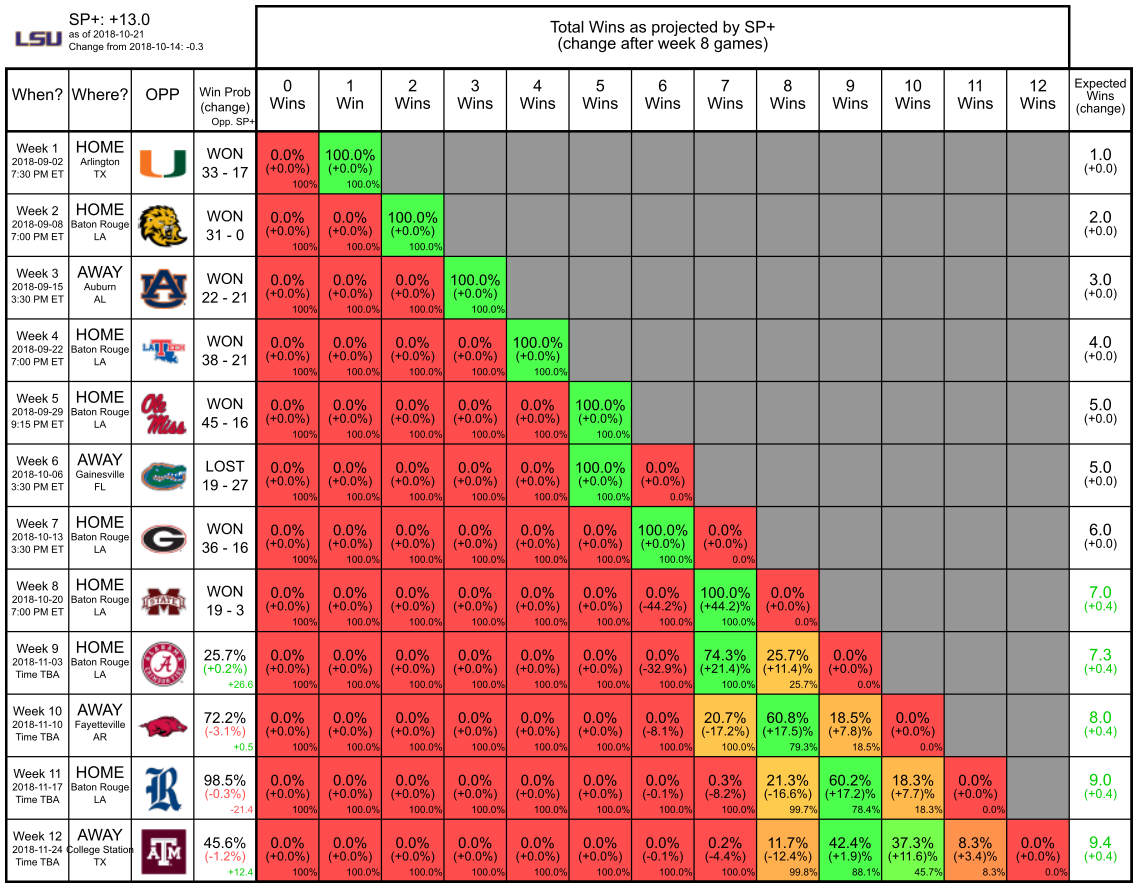 LSU
SP+: +13.0
as of 2018-10-21
Change from 2018-10-14: -0.3
Total Wins as projected by SP+
(change after week 8 games)
When? Where? OPP Win Prob (change) Opp. SP+ 0 Wins 1 Win 2 Wins 3 Wins 4 Wins 5 Wins 6 Wins 7 Wins 8 Wins 9 Wins 10 Wins 11 Wins 12 Wins Expected Wins (change)
Week 1 HOME WON 0.0% 100.0% 1.0
2018-09-02 Arlington U (+0.0%) (+0.0%) (+0.0)
7:30 PM ET TX 33 - 17 100% 100.0%
Week 2 HOME WON 0.0% 0.0% 100.0% 2.0
2018-09-08 Baton Rouge (+0.0%) (+0.0%) (+0.0%) (+0.0)
7:00 PM ET LA 31 - 0 100% 100.0% 100.0%
Week 3 AWAY WON 0.0% 0.0% 0.0% 100.0% 3.0
2018-09-15 Auburn AU (+0.0%) (+0.0%) (+0.0%) (+0.0%) (+0.0)
3:30 PM ET AL 22 - 21 100% 100.0% 100.0% 100.0%
Week 4 HOME WON 0.0% 0.0% 0.0% 0.0% 100.0% 4.0
2018-09-22 Baton Rouge LA TECH (+0.0%) (+0.0%) (+0.0%) (+0.0%) (+0.0%) (+0.0)
7:00 PM ET LA 38 - 21 100% 100.0% 100.0% 100.0% 100.0%
Week 5 HOME WON 0.0% 0.0% 0.0% 0.0% 0.0% 100.0% 5.0
2018-09-29 Baton Rouge Ole Miss (+0.0%) (+0.0%) (+0.0%) (+0.0%) (+0.0%) (+0.0%) (+0.0)
9:15 PM ET LA 45 - 16 100% 100.0% 100.0% 100.0% 100.0% 100.0%
Week 6 AWAY LOST 0.0% 0.0% 0.0% 0.0% 0.0% 100.0% 0.0% 5.0
2018-10-06 Gainesville (+0.0%) (+0.0%) (+0.0%) (+0.0%) (+0.0%) (+0.0%) (+0.0%) (+0.0)
3:30 PM ET FL 19 - 27 100% 100.0% 100.0% 100.0% 100.0% 100.0% 0.0%
Week 7 HOME WON 0.0% 0.0% 0.0% 0.0% 0.0% 0.0% 100.0% 0.0% 6.0
2018-10-13 Baton Rouge G (+0.0%) (+0.0%) (+0.0%) (+0.0%) (+0.0%) (+0.0%) (+0.0%) (+0.0%) (+0.0)
3:30 PM ET LA 36 - 16 100% 100.0% 100.0% 100.0% 100.0% 100.0% 100.0% 0.0%
Week 8 HOME WON 0.0% 0.0% 0.0% 0.0% 0.0% 0.0% 0.0% 100.0% 0.0% 7.0
2018-10-20 Baton Rouge STATE (+0.0%) (+0.0%) (+0.0%) (+0.0%) (+0.0%) (+0.0%) (-44.2%) (+44.2)% (+0.0%) (+0.4)
7:00 PM ET LA 19 - 3 100% 100.0% 100.0% 100.0% 100.0% 100.0% 100.0% 100.0% 0.0%
Week 9 HOME 25.7% 0.0% 0.0% 0.0% 0.0% 0.0% 0.0% 0.0% 74.3% 25.7% 0.0% 7.3
2018-11-03 Baton Rouge A (+0.2%) (+0.0%) (+0.0%) (+0.0%) (+0.0%) (+0.0%) (+0.0%) (-32.9%) (+21.4)% (+11.4)% (+0.0%) (+0.4)
Time TBA LA +26.6 100% 100.0% 100.0% 100.0% 100.0% 100.0% 100.0% 100.0% 25.7% 0.0%
Week 10 AWAY 72.2% 0.0% 0.0% 0.0% 0.0% 0.0% 0.0% 0.0% 20.7% 60.8% 18.5% 0.0% 8.0
2018-11-10 Fayetteville (-3.1%) (+0.0%) (+0.0%) (+0.0%) (+0.0%) (+0.0%) (+0.0%) (-8.1%) (-17.2%) (+17.5)% (+7.8)% (+0.0%) (+0.4)
Time TBA AR +0.5 100% 100.0% 100.0% 100.0% 100.0% 100.0% 100.0% 100.0% 79.3% 18.5% 0.0%
Week 11 HOME 98.5% 0.0% 0.0% 0.0% 0.0% 0.0% 0.0% 0.0% 0.3% 21.3% 60.2% 18.3% 0.0% 9.0
2018-11-17 Baton Rouge R (-0.3%) (+0.0%) (+0.0%) (+0.0%) (+0.0%) (+0.0%) (+0.0%) (-0.1%) (-8.2%) (-16.6%) (+17.2)% (+7.7)% (+0.0%) (+0.4)
Time TBA LA -21.4 100% 100.0% 100.0% 100.0% 100.0% 100.0% 100.0% 100.0% 99.7% 78.4% 18.3% 0.0%
Week 12 AWAY 45.6% 0.0% 0.0% 0.0% 0.0% 0.0% 0.0% 0.0% 0.2% 11.7% 42.4% 37.3% 8.3% 0.0% 9.4
2018-11-24 College Station ATM (-1.2%) (+0.0%) (+0.0%) (+0.0%) (+0.0%) (+0.0%) (+0.0%) (-0.1%) (-4.4%) (-12.4%) (+1.9)% (+11.6)% (+3.4)% (+0.0%) (+0.4)
Time TBA TX +12.4 100% 100.0% 100.0% 100.0% 100.0% 100.0% 100.0% 100.0% 99.8% 88.1% 45.7% 8.3% 0.0%